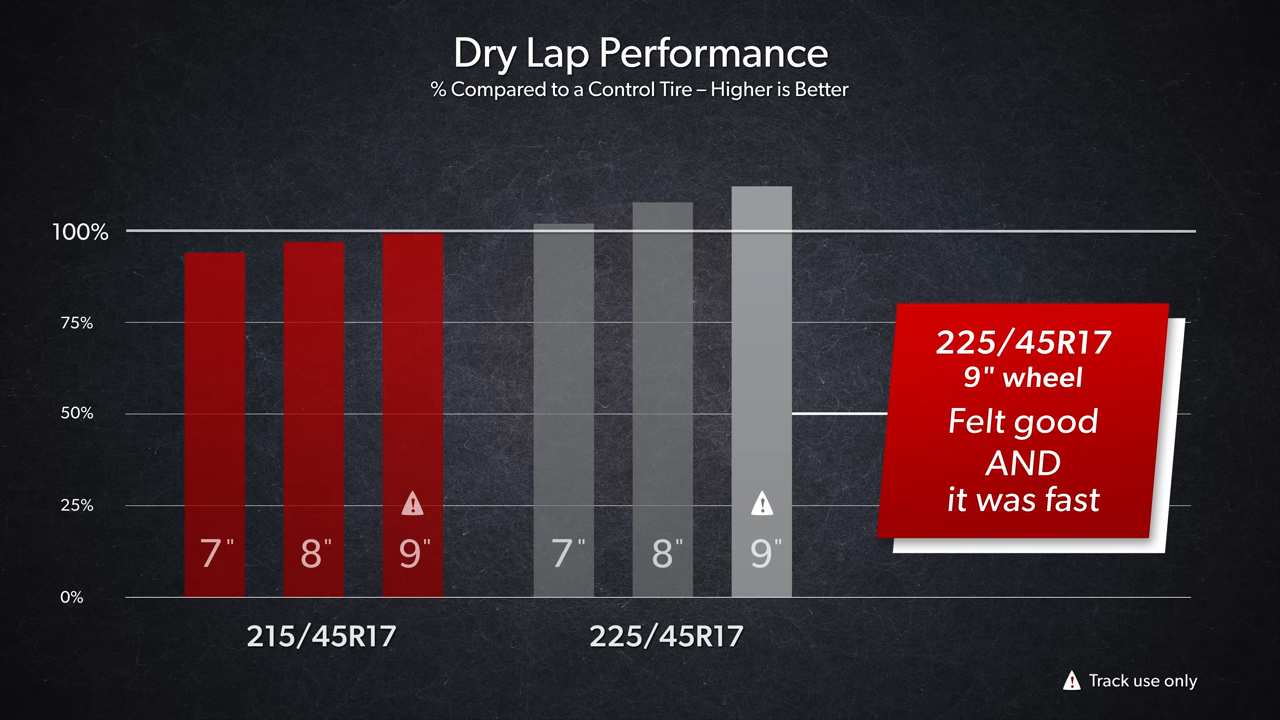 Dry Lap Performance
% Compared to a Control Tire – Higher is Better
100%
75%
50%
25%
0%
7"
8"
9"
7"
8"
9"
215/45R17
225/45R17
225/45R17
9" wheel
Felt good
AND
it was fast
Track use only